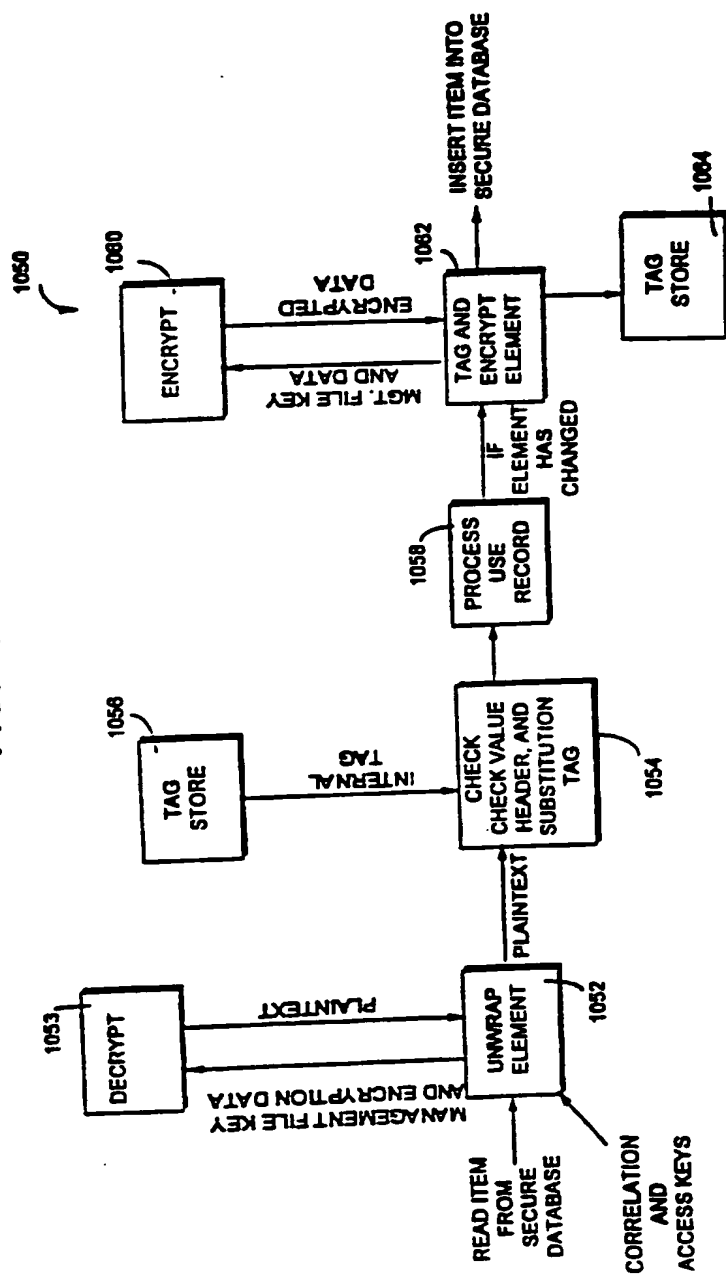 1050
1053
DECRYPT
MANAGEMENT FILE KEY
AND ENCRYPTION DATA
PLAINTEXT
READ ITEM
FROM
SECURE
DATABASE
UNWRAP
ELEMENT
1052
CORRELATION
AND
ACCESS KEYS
PLAINTEXT
1056
TAG
STORE
INTERNAL
TAG
CHECK
CHECK VALUE
HEADER, AND
SUBSTITUTION
TAG
1054
1058
PROCESS
USE
RECORD
IF
ELEMENT
HAS
CHANGED
1060
ENCRYPT
MGT. FILE KEY
AND DATA
ENCRYPTED
DATA
1062
TAG AND
ENCRYPT
ELEMENT
INSERT ITEM INTO
SECURE DATABASE
TAG
STORE
1064